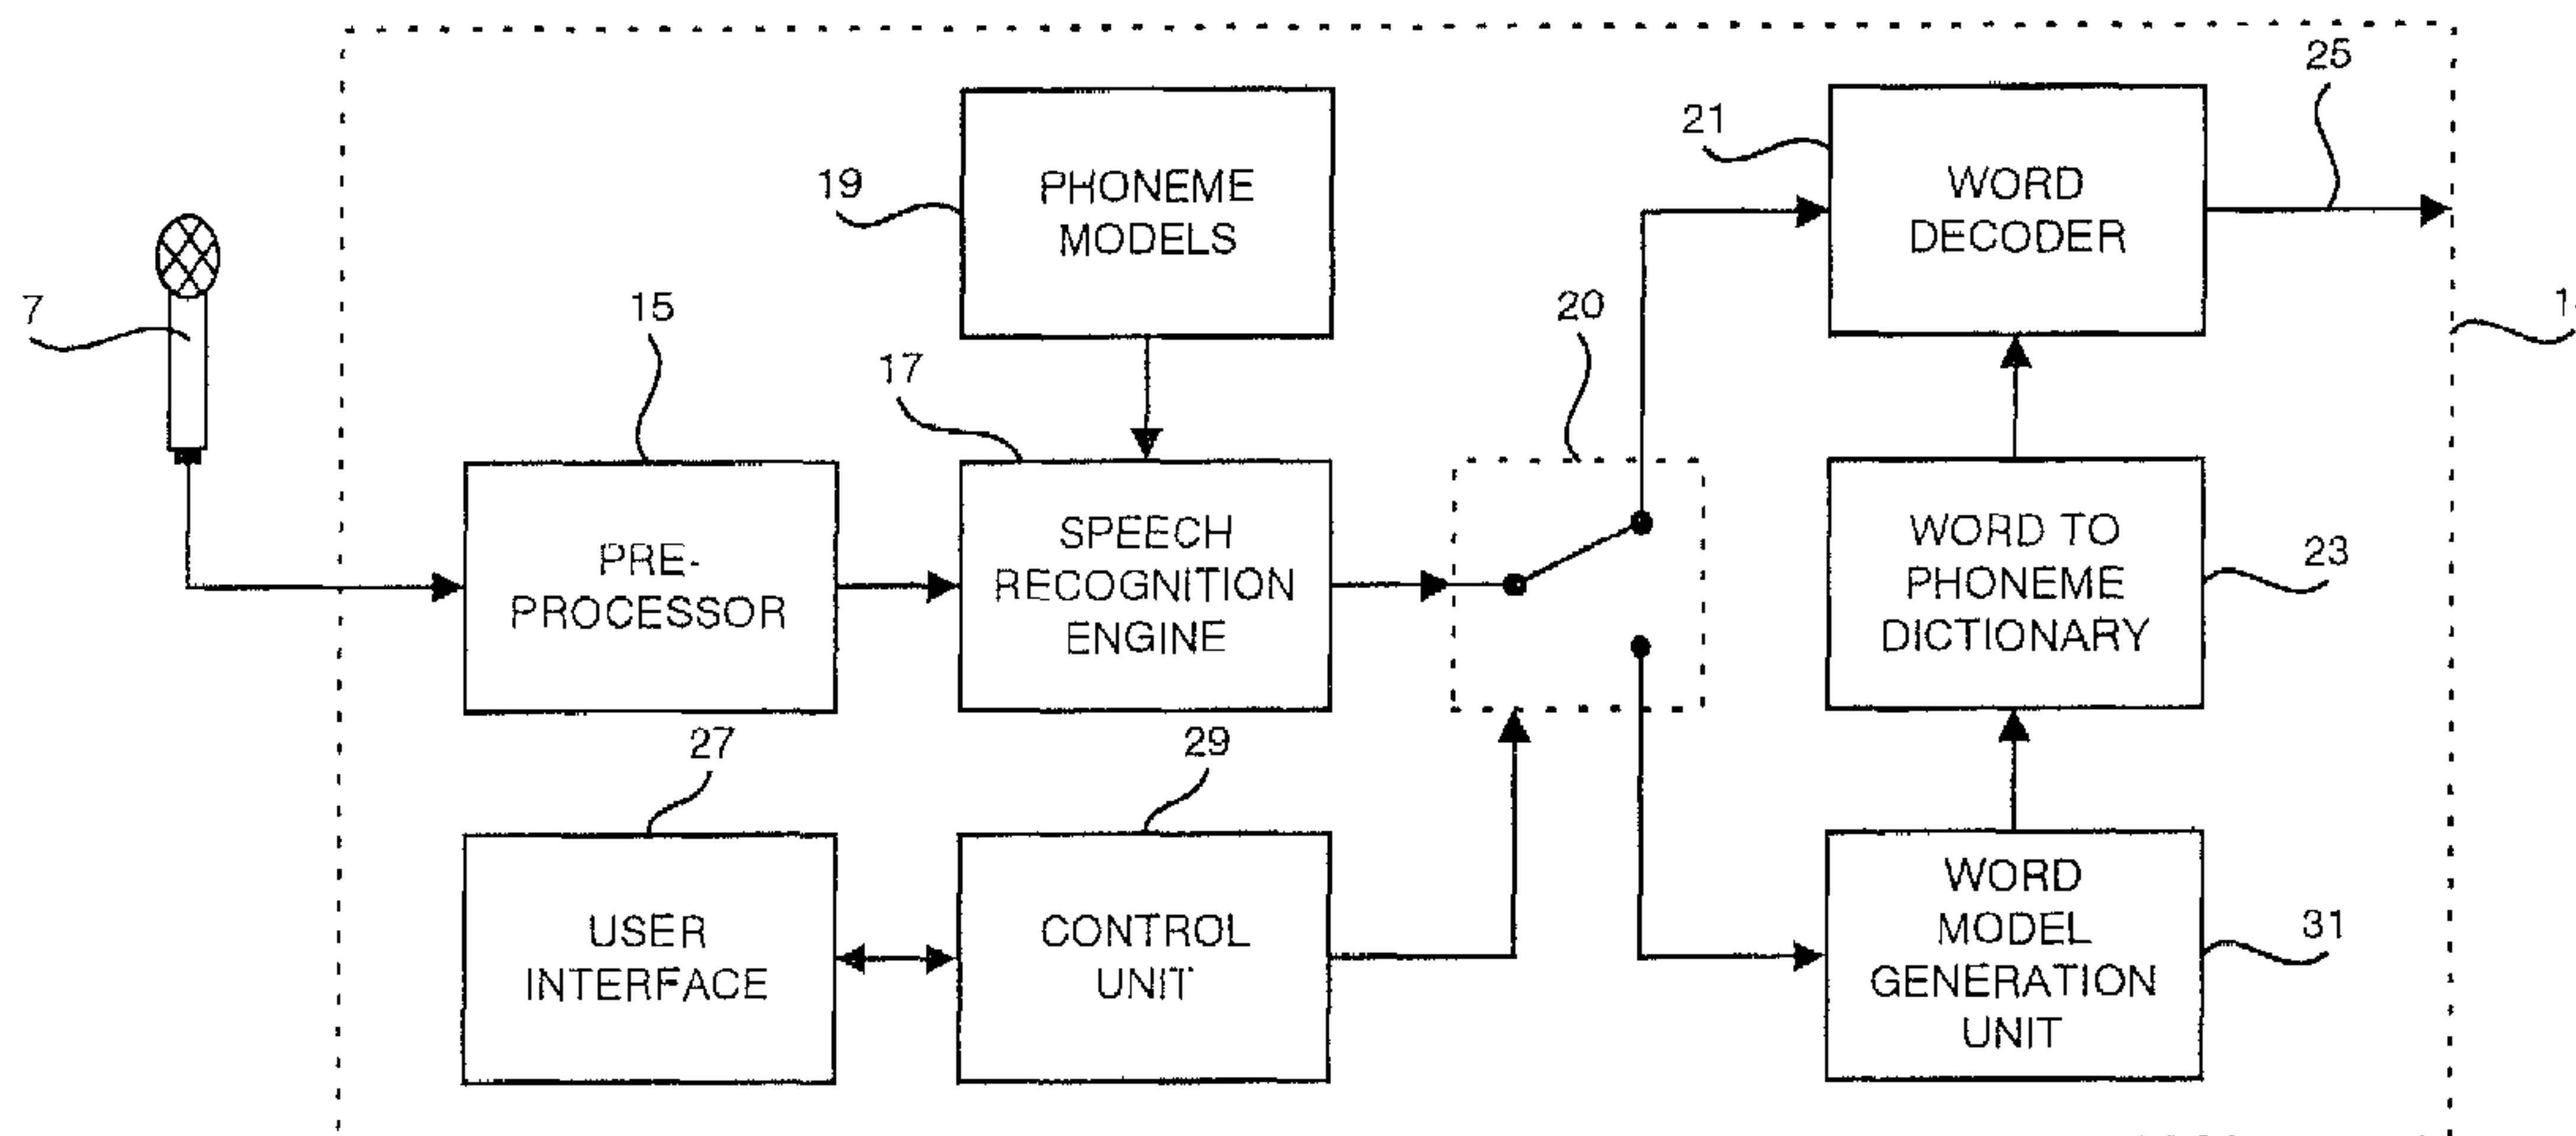 25
21
WORD
DECODER
19
PHONEME
MODELS
7
15
20
17
PRE-
PROCESSOR
SPEECH
RECOGNITION
ENGINE
WORD TO
PHONEME
DICTIONARY
23
27
29
USER
INTERFACE
CONTROL
UNIT
WORD
MODEL
GENERATION
UNIT
31